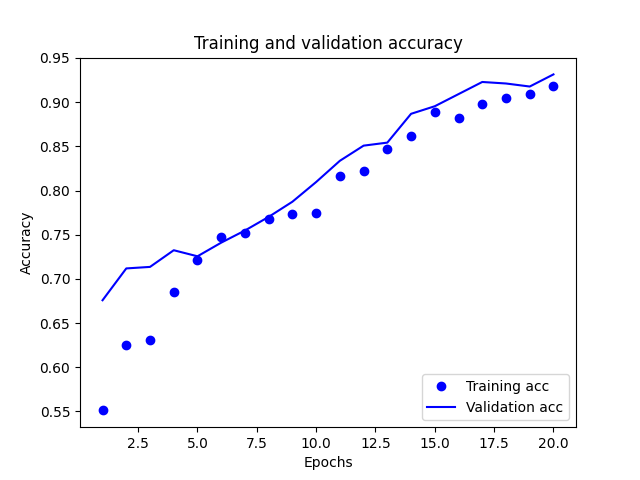 Training and validation accuracy
0.95
0.90
0.85
0.80
0.75
0.70
0.65
0.60
0.55
Accuracy
Training acc
Validation acc
2.5 5.0 7.5 10.0 12.5 15.0 17.5 20.0
Epochs